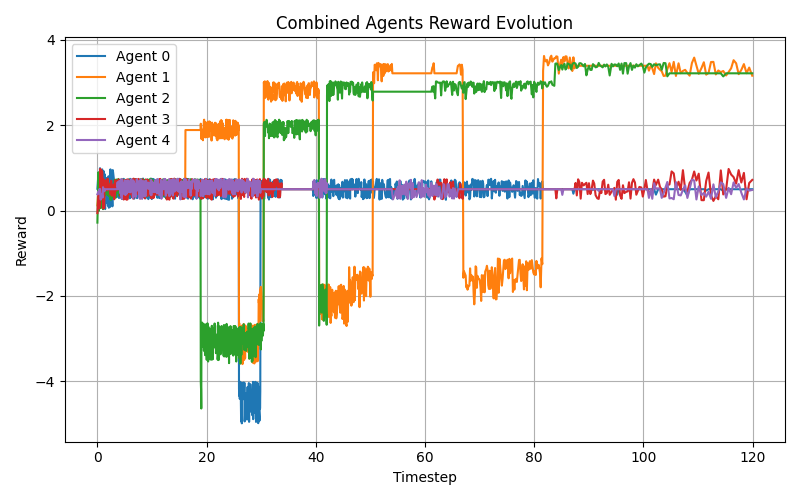 Combined Agents Reward Evolution
Agent 0
Agent 1
Agent 2
Agent 3
Agent 4
Reward
4
2
0
−2
−4
0 20 40 60 80 100 120
Timestep